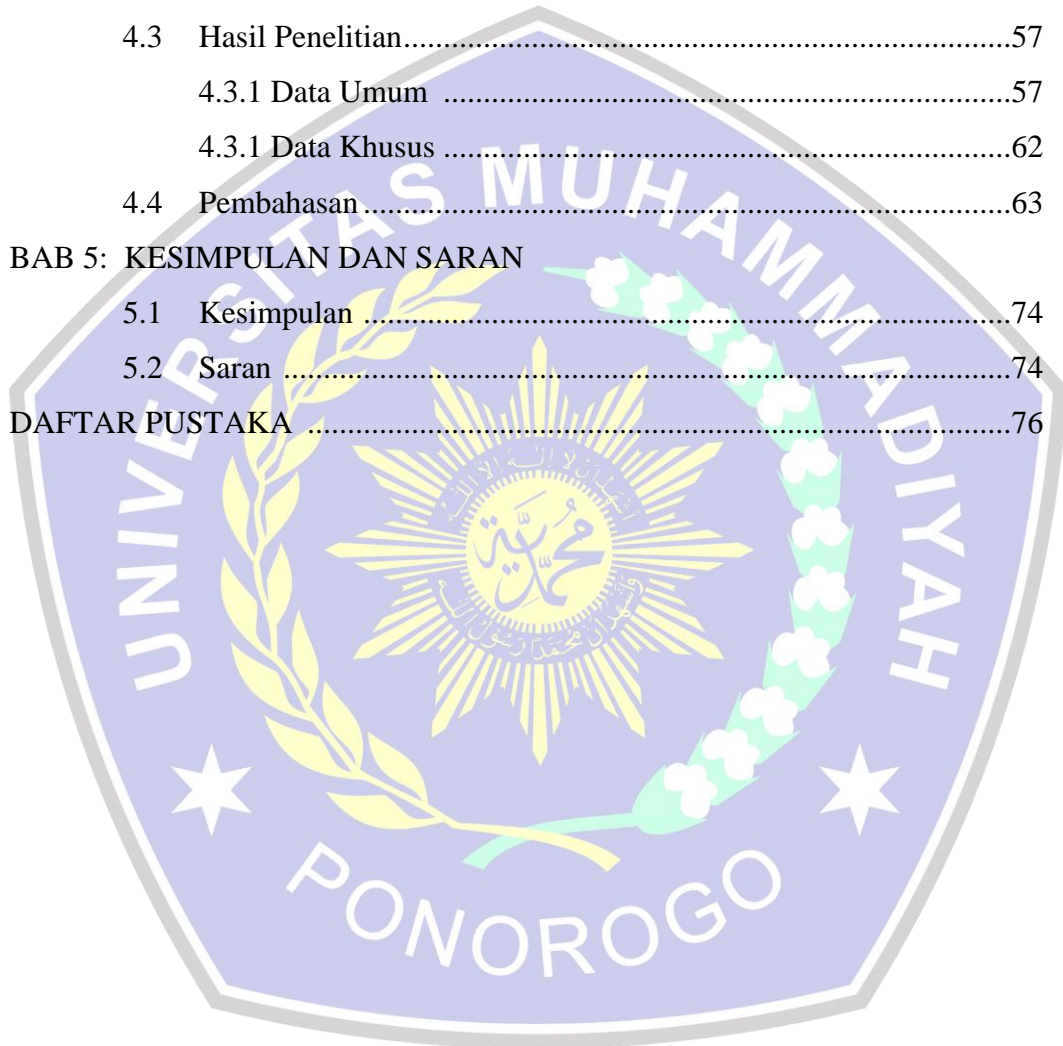 4.3 Hasil Penelitian............................................................................57
4.3.1 Data Umum .......................................................................57
4.3.1 Data Khusus .......................................................................62
4.4 Pembahasan.................................................................................63
BAB 5: KESIMPULAN DAN SARAN
5.1 Kesimpulan .................................................................................74
5.2 Saran ...........................................................................................74
DAFTAR PUSTAKA ........................................................................................76
UNIVERSITAS MUHAMMADIYAH
PONOROGO
محمدية